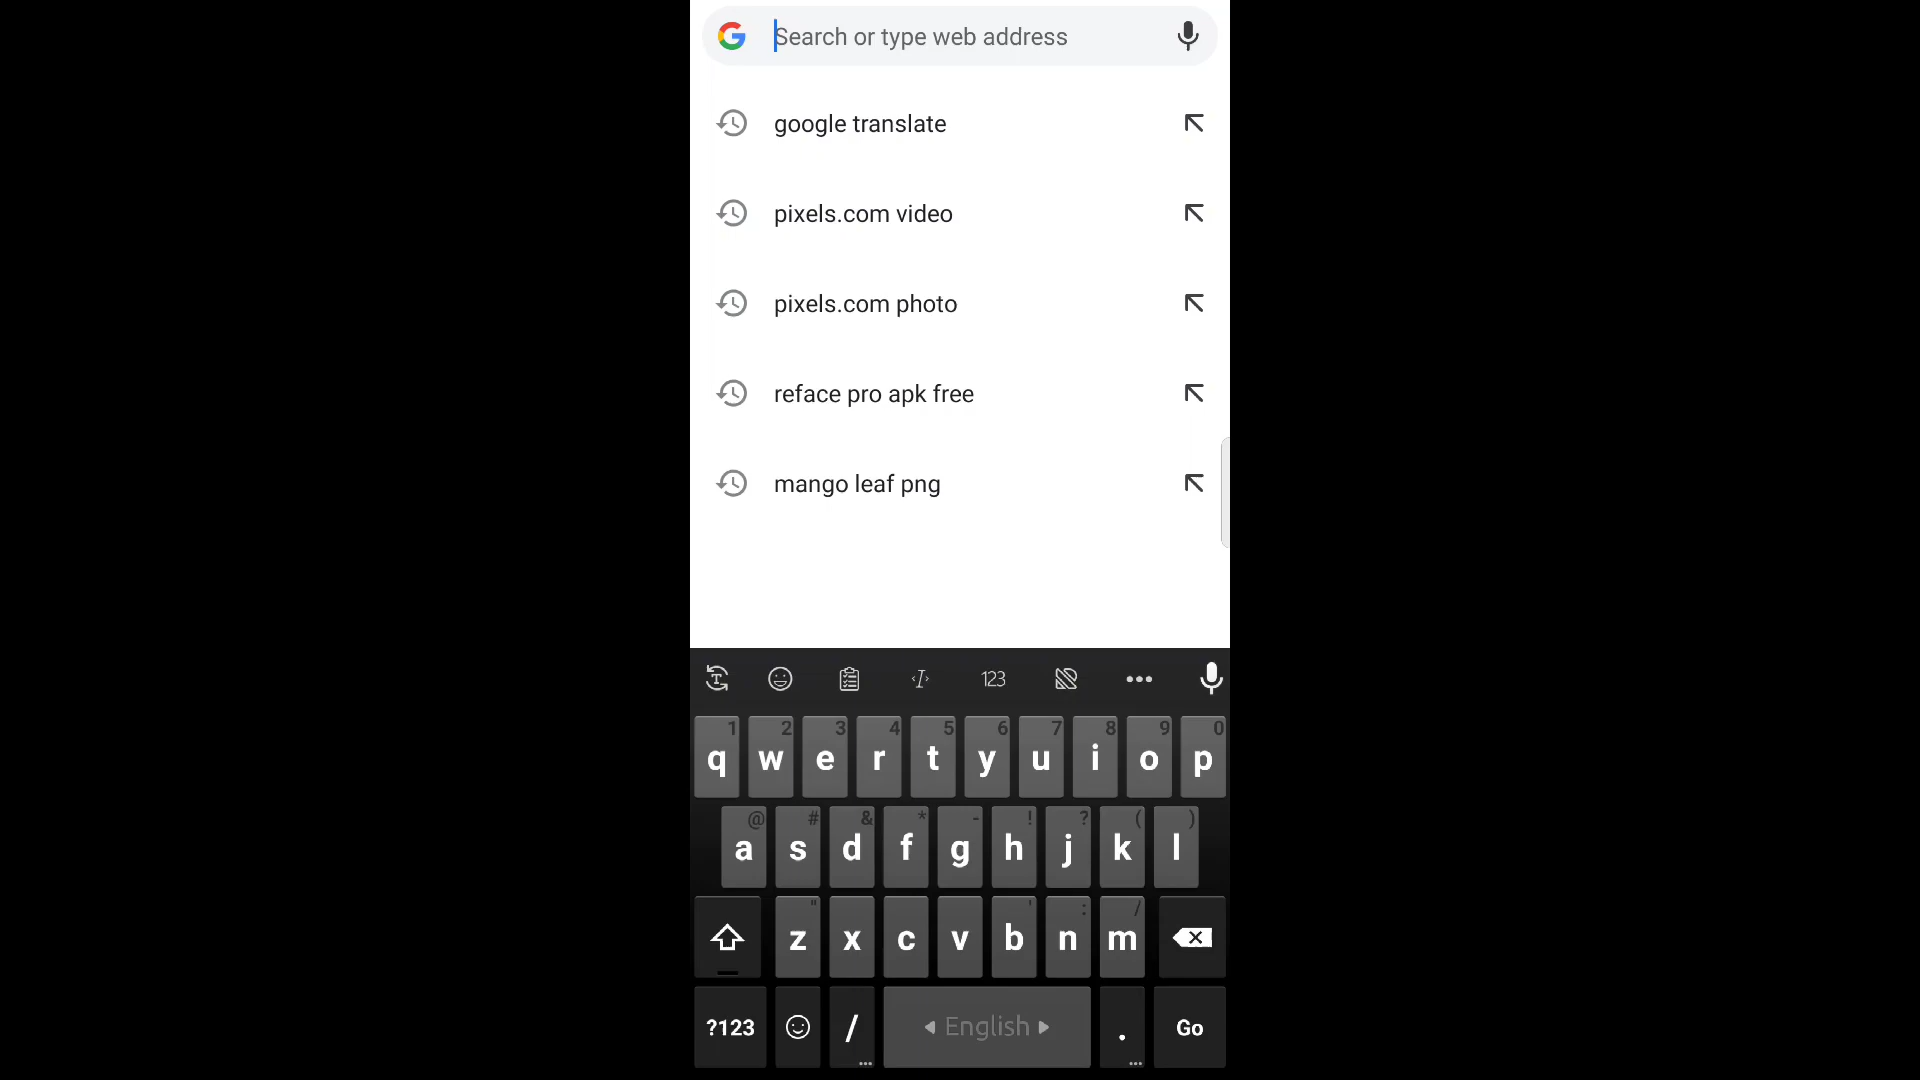 Search or type web address
google translate
pixels.com video
pixels.com photo
reface pro apk free
mango leaf png
123
1 2 3 4 5 6 7 8 9 0
q w e r t y u i o p
@ # & * - ! ? ( )
a s d f g h j k l
" ' : /
z x c v b n m
?123 / English . Go